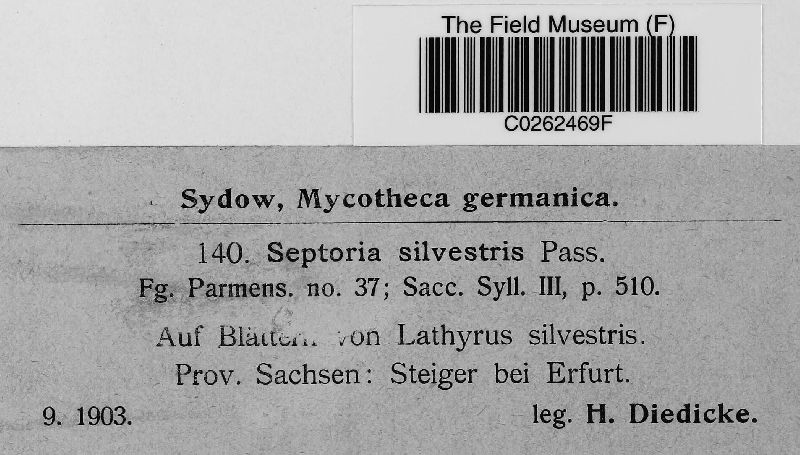 The Field Museum (F)
C0262469F
Sydow, Mycotheca germanica.
140. Septoria silvestris Pass.
Fg. Parmens. no. 37; Sacc. Syll. III, p. 510.
Auf Blättern von Lathyrus silvestris.
Prov. Sachsen: Steiger bei Erfurt.
9. 1903. leg. H. Diedicke.